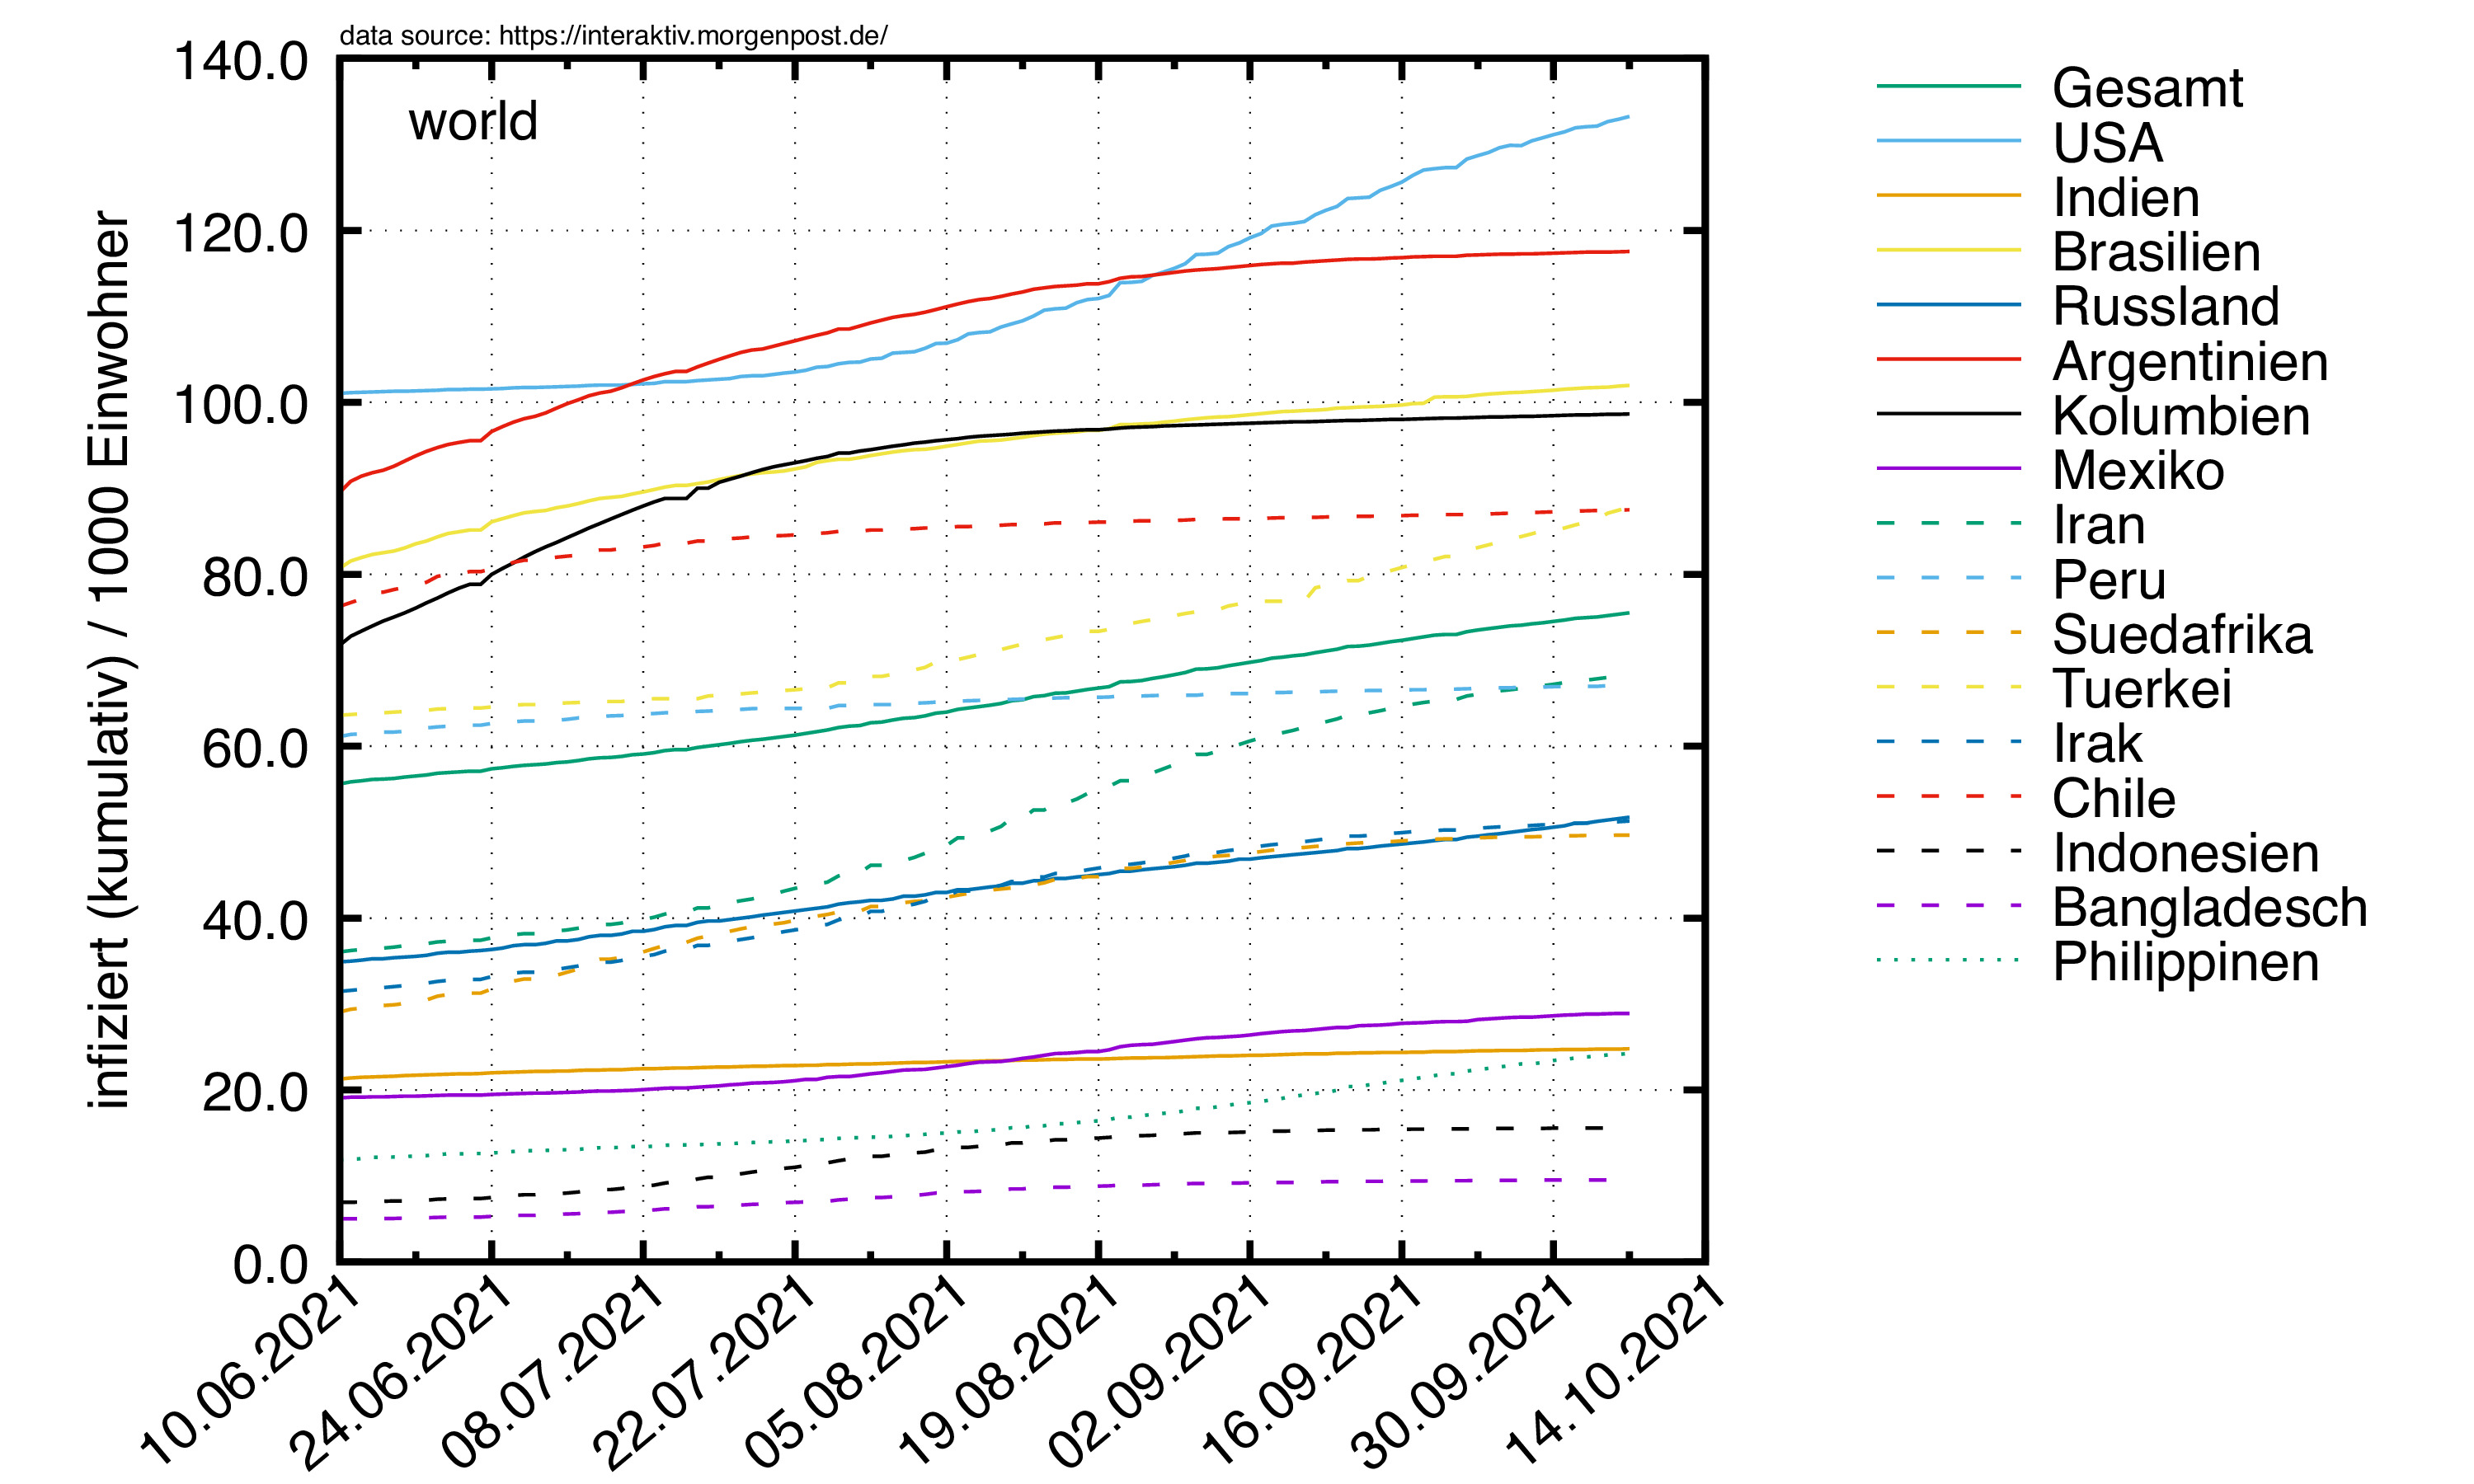 data source: https://interaktiv.morgenpost.de/
world
infiziert (kumulativ) / 1000 Einwohner
140.0
120.0
100.0
80.0
60.0
40.0
20.0
0.0
10.06.2021
24.06.2021
08.07.2021
22.07.2021
05.08.2021
19.08.2021
02.09.2021
16.09.2021
30.09.2021
14.10.2021
Gesamt
USA
Indien
Brasilien
Russland
Argentinien
Kolumbien
Mexiko
Iran
Peru
Suedafrika
Tuerkei
Irak
Chile
Indonesien
Bangladesch
Philippinen